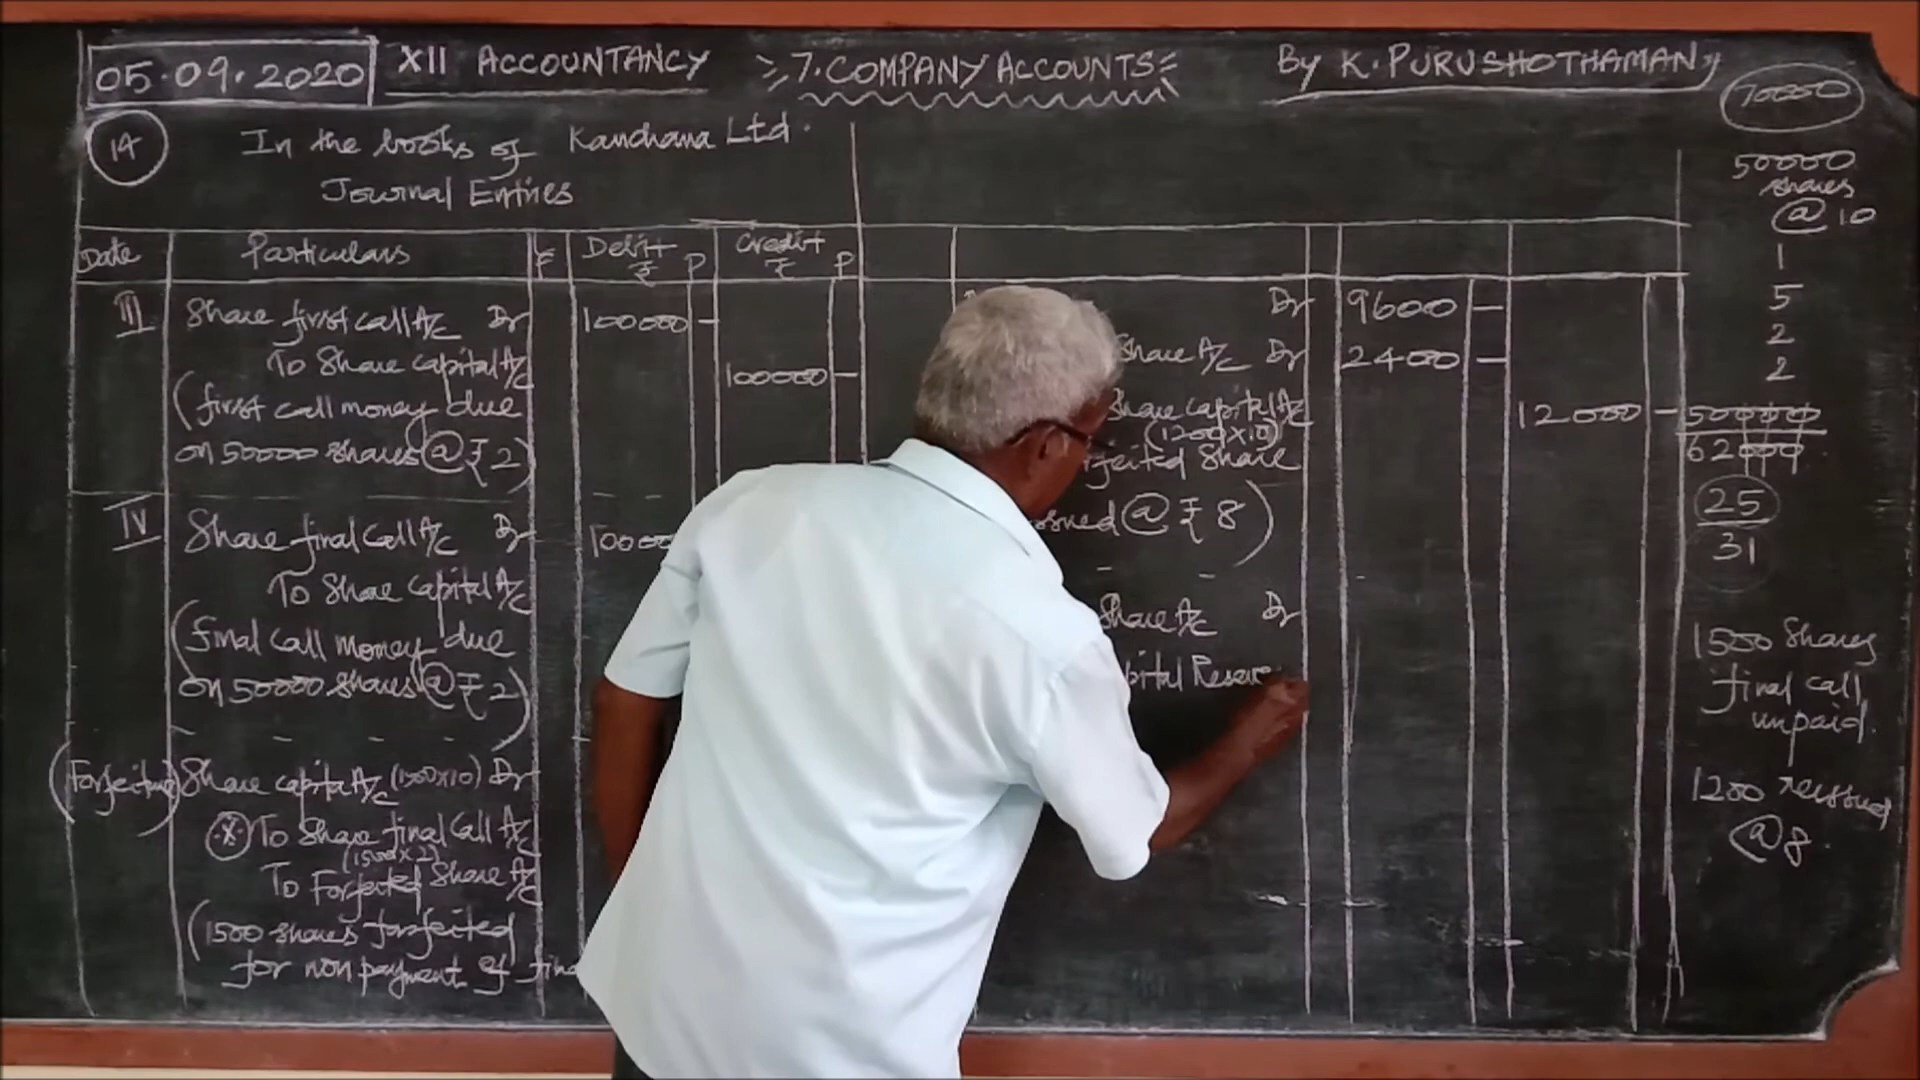 05.09.2020
XII ACCOUNTANCY
7. COMPANY ACCOUNTS
By K. PURUSHOTHAMAN
14
In the books of Kanchana Ltd.
Journal Entries
Date Particulars Debit ₹ P Credit ₹ P
III Share first call A/c Dr 100000 –
To Share capital A/c 100000 –
(first call money due
on 50000 shares @ ₹ 2)
IV Share final call A/c Dr
To Share capital A/c
(final call money due
on 50000 shares @ ₹ 2)
Share capital A/c (1500×10) Dr
To Share final call A/c
(1500×2)
To Forfeited Share A/c
(1500 shares forfeited
for non payment of
Dr 9600 –
Share A/c Dr 2400 –
Share capital A/c 12000 –
(1200×10)
Share
@ ₹ 8)
Share A/c Dr
70000
50000
shares
@ 10
1
5
2
2
50000
62000
25
31
1500 Shares
final call
unpaid.
1200 reissued
@ 8